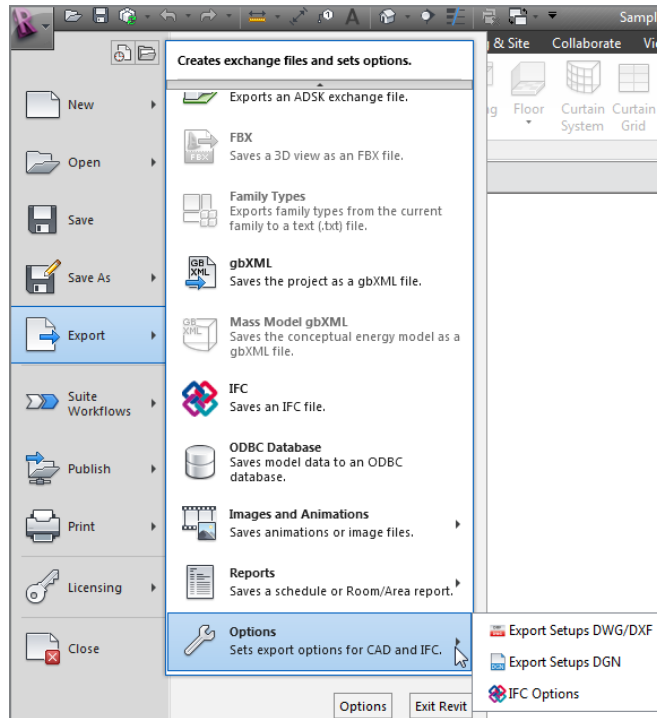 R
A
Sampl
& Site Collaborate Vi
Creates exchange files and sets options.
Exports an ADSK exchange file.
New
FBX
FBX
Saves a 3D view as an FBX file.
Floor
Curtain Curtain
System Grid
Open
Family Types
Exports family types from the current
family to a text (.txt) file.
Save
GB
XML
gbXML
Saves the project as a gbXML file.
Save As
GB
XML
Mass Model gbXML
Saves the conceptual energy model as a
gbXML file.
Export
IFC
Saves an IFC file.
Suite
Workflows
ODBC Database
Saves model data to an ODBC
database.
Publish
Images and Animations
Saves animations or image files.
Print
Reports
Saves a schedule or Room/Area report.
Licensing
Options
Sets export options for CAD and IFC.
Close
Export Setups DWG/DXF
DGN
Export Setups DGN
IFC Options
Options
Exit Revit